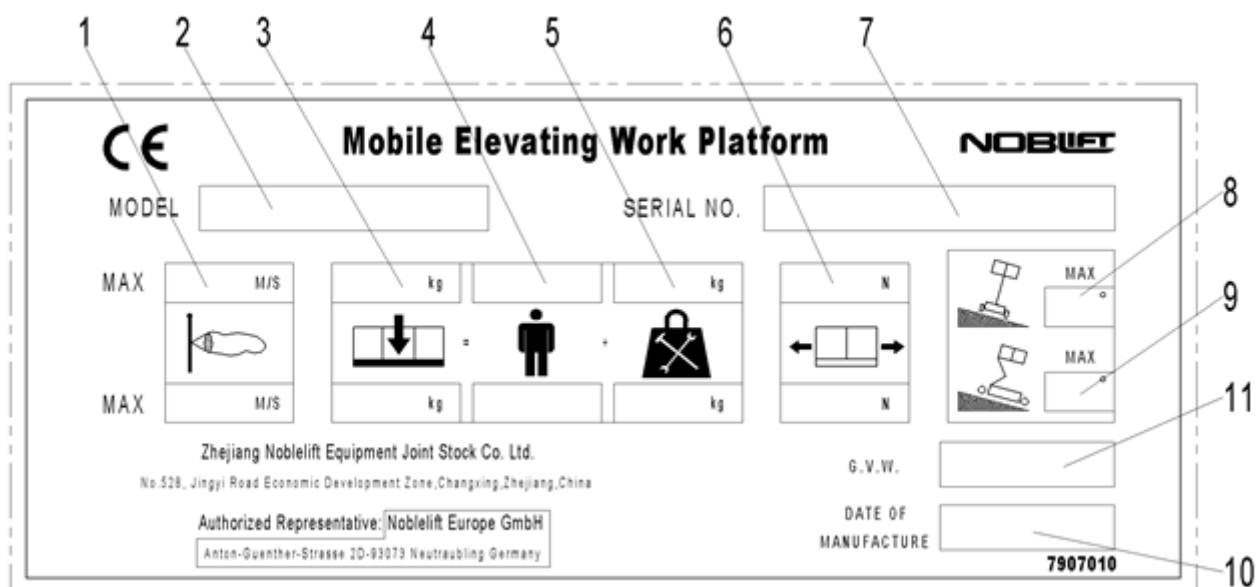 1 2 3 4 5 6 7
CE Mobile Elevating Work Platform NOBLIFT
MODEL SERIAL NO. 8
MAX M/S kg = kg N MAX °
9
+ MAX °
MAX M/S kg kg N
11
Zhejiang Noblelift Equipment Joint Stock Co. Ltd.
G.V.W.
No.528, Jingyi Road Economic Development Zone,Changxing,Zhejiang,China
Authorized Representative: Noblelift Europe GmbH
DATE OF
MANUFACTURE
Anton-Guenther-Strasse 2D-93073 Neutraubling Germany
7907010
10